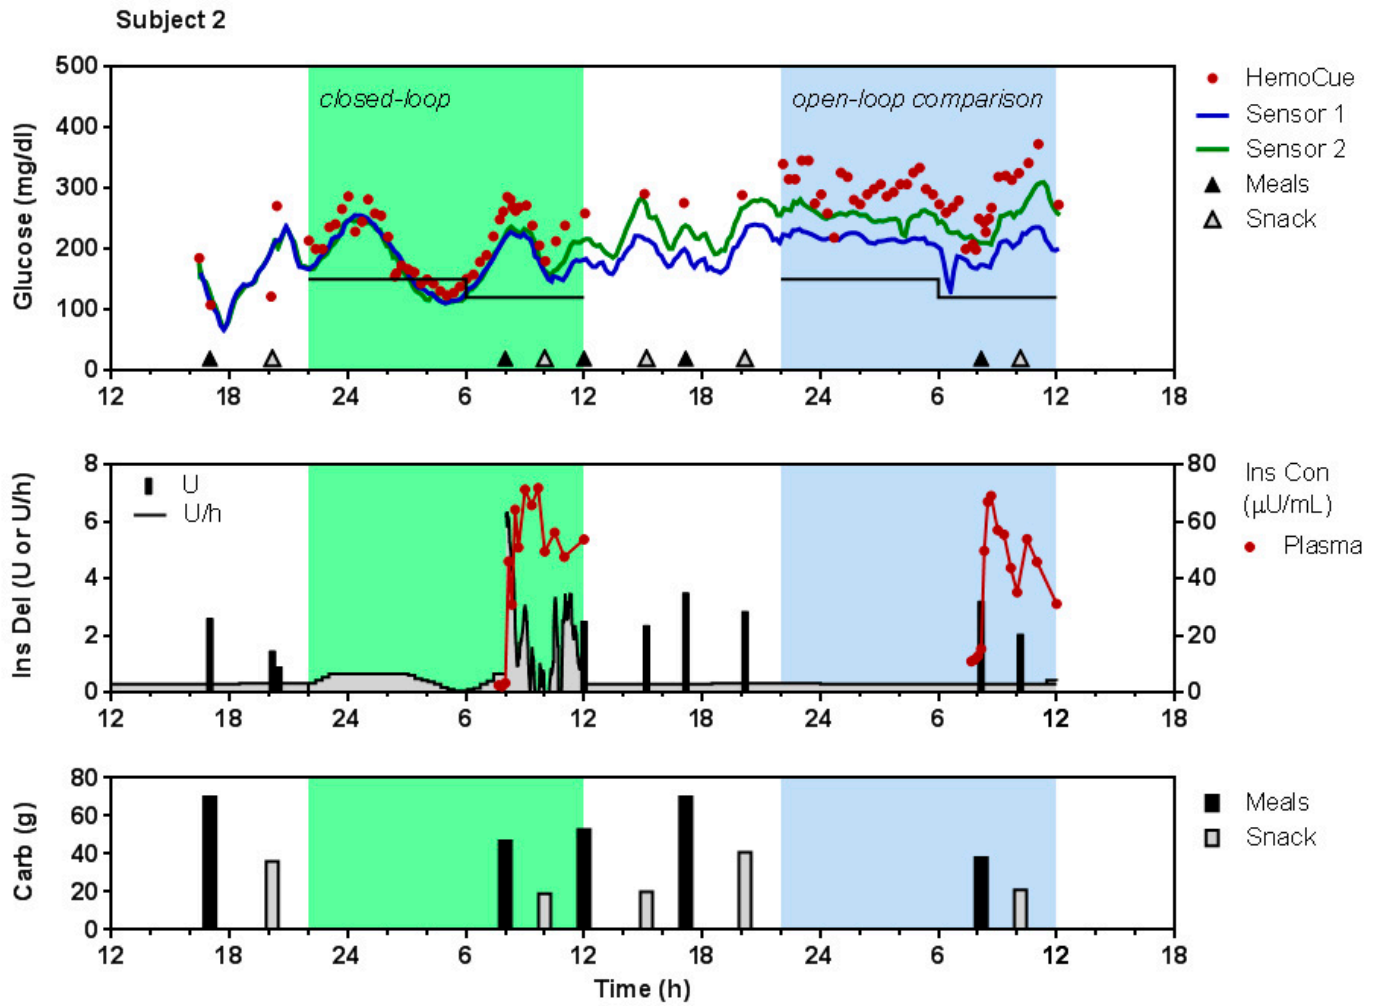 Subject 2
500
400
300
200
100
0
Glucose (mg/dl)
closed-loop
open-loop comparison
HemoCue
Sensor 1
Sensor 2
Meals
Snack
12 18 24 6 12 18 24 6 12 18
8
6
4
2
0
Ins Del (U or U/h)
U
U/h
80
60
40
20
0
Ins Con
(µU/mL)
Plasma
12 18 24 6 12 18 24 6 12 18
80
60
40
20
0
Carb (g)
Meals
Snack
12 18 24 6 12 18 24 6 12 18
Time (h)